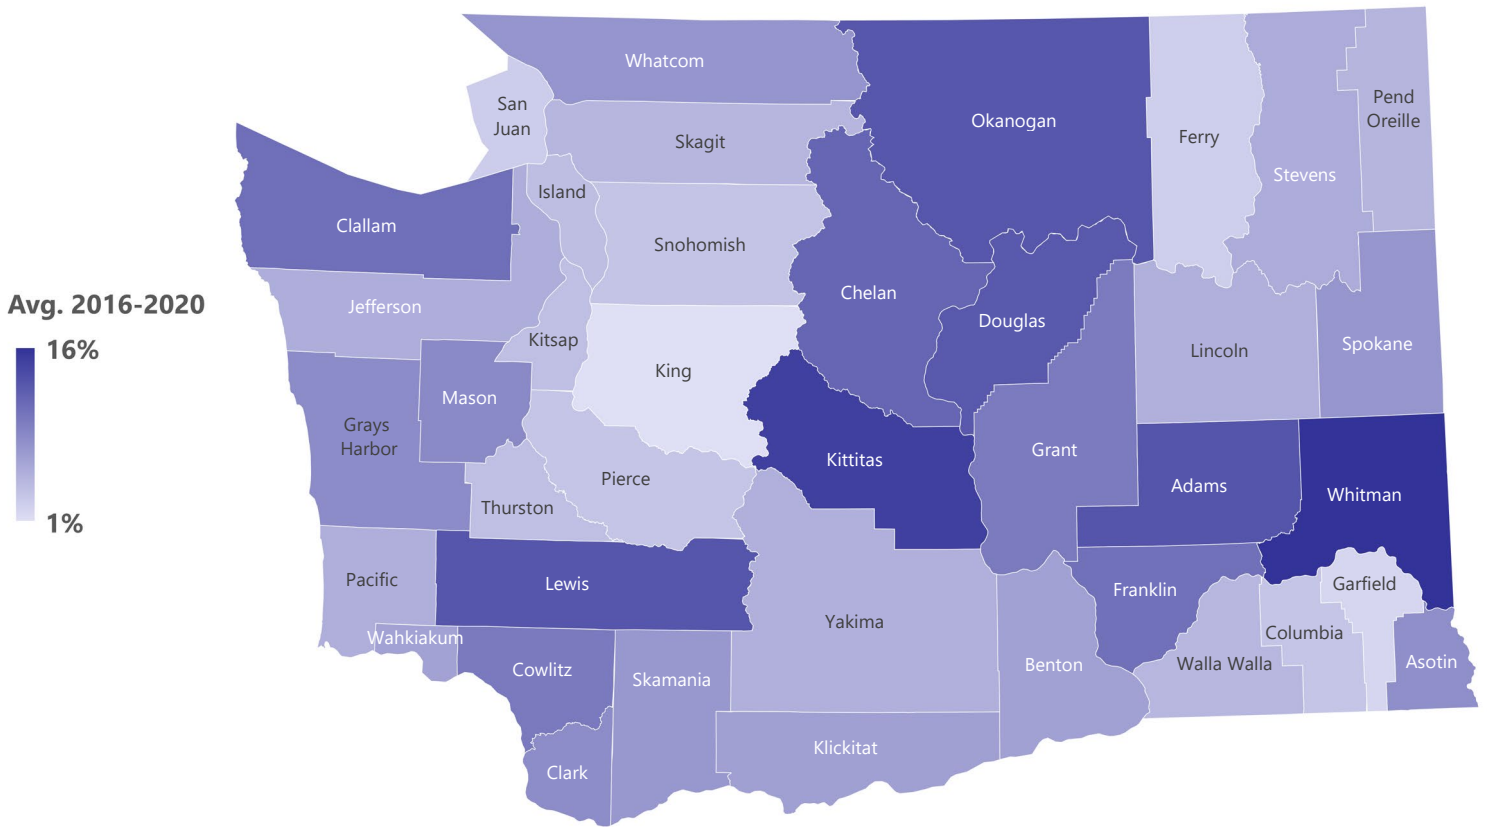 Whatcom
San
Juan
Okanogan
Pend
Oreille
Ferry
Skagit
Stevens
Island
Clallam
Snohomish
Chelan
Avg. 2016-2020
Jefferson
Douglas
Kitsap
Spokane
Lincoln
16%
King
Mason
Grays
Harbor
Grant
Kittitas
Pierce
Adams
Whitman
Thurston
1%
Pacific
Lewis
Garfield
Franklin
Yakima
Columbia
Wahkiakum
Walla Walla
Asotin
Benton
Cowlitz
Skamania
Klickitat
Clark